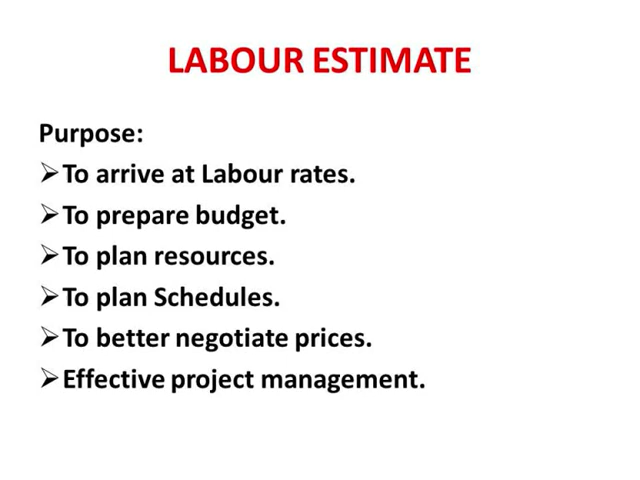 LABOUR ESTIMATE
Purpose:
➢To arrive at Labour rates.
➢To prepare budget.
➢To plan resources.
➢To plan Schedules.
➢To better negotiate prices.
➢Effective project management.